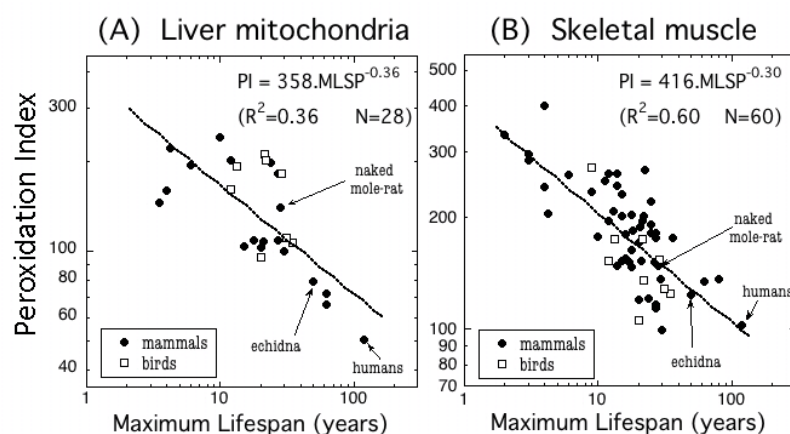 (A) Liver mitochondria
PI = 358.MLSP-0.36
(R2=0.36 N=28)
Peroxidation Index
300
100
80
60
40
naked
mole-rat
echidna
humans
mammals
birds
1
10
100
Maximum Lifespan (years)
(B) Skeletal muscle
PI = 416.MLSP-0.30
(R2=0.60 N=60)
500
400
300
200
100
90
80
70
naked
mole-rat
humans
echidna
mammals
birds
1
10
100
Maximum Lifespan (years)